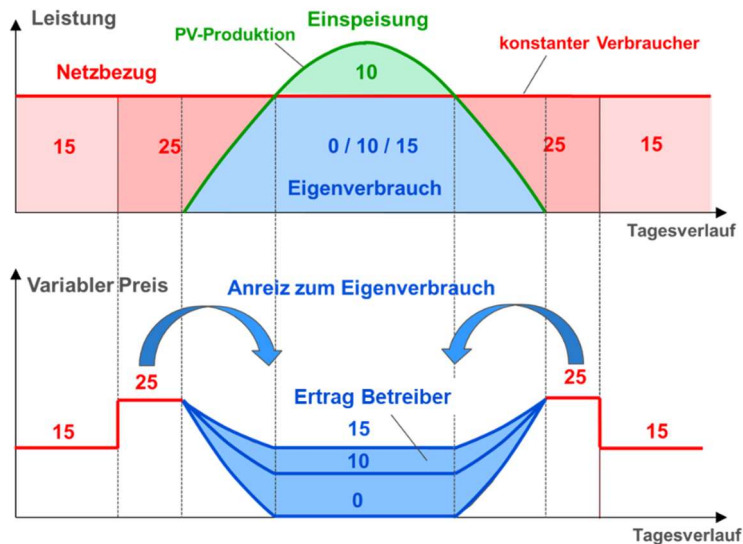 Leistung
Einspeisung
PV-Produktion
konstanter Verbraucher
Netzbezug
10
15
25
0 / 10 / 15
25
15
Eigenverbrauch
Tagesverlauf
Variabler Preis
Anreiz zum Eigenverbrauch
25
25
Ertrag Betreiber
15
15
15
10
0
Tagesverlauf